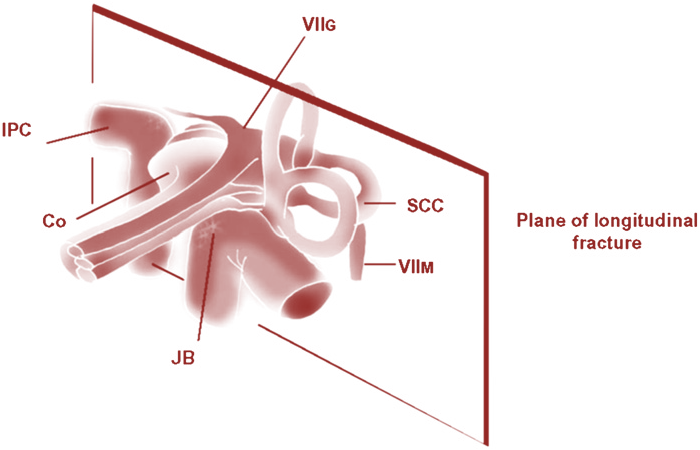 VIIG
IPC
Co
SCC
Plane of longitudinal
fracture
VIIM
JB